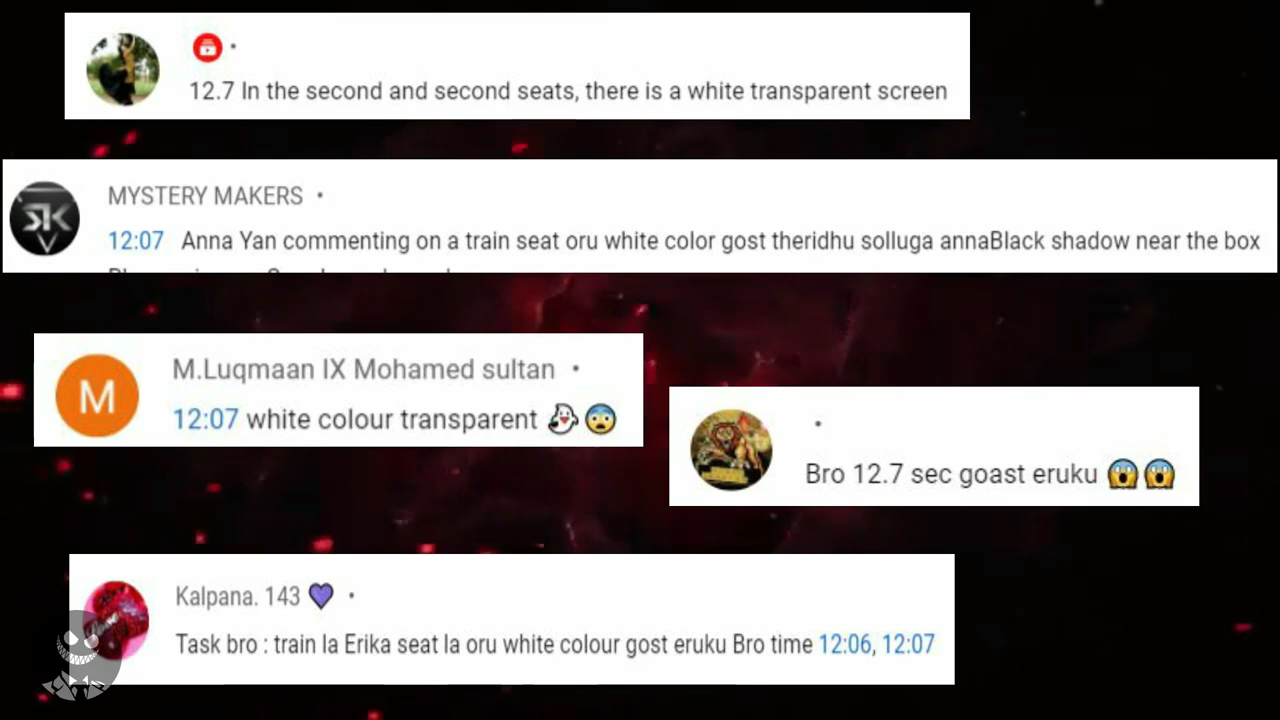 12.7 In the second and second seats, there is a white transparent screen
MYSTERY MAKERS •
12:07 Anna Yan commenting on a train seat oru white color gost theridhu solluga annaBlack shadow near the box
M.Luqmaan IX Mohamed sultan •
12:07 white colour transparent 👻😨
Bro 12.7 sec goast eruku 😱😱
Kalpana. 143 💜 •
Task bro : train la Erika seat la oru white colour gost eruku Bro time 12:06, 12:07